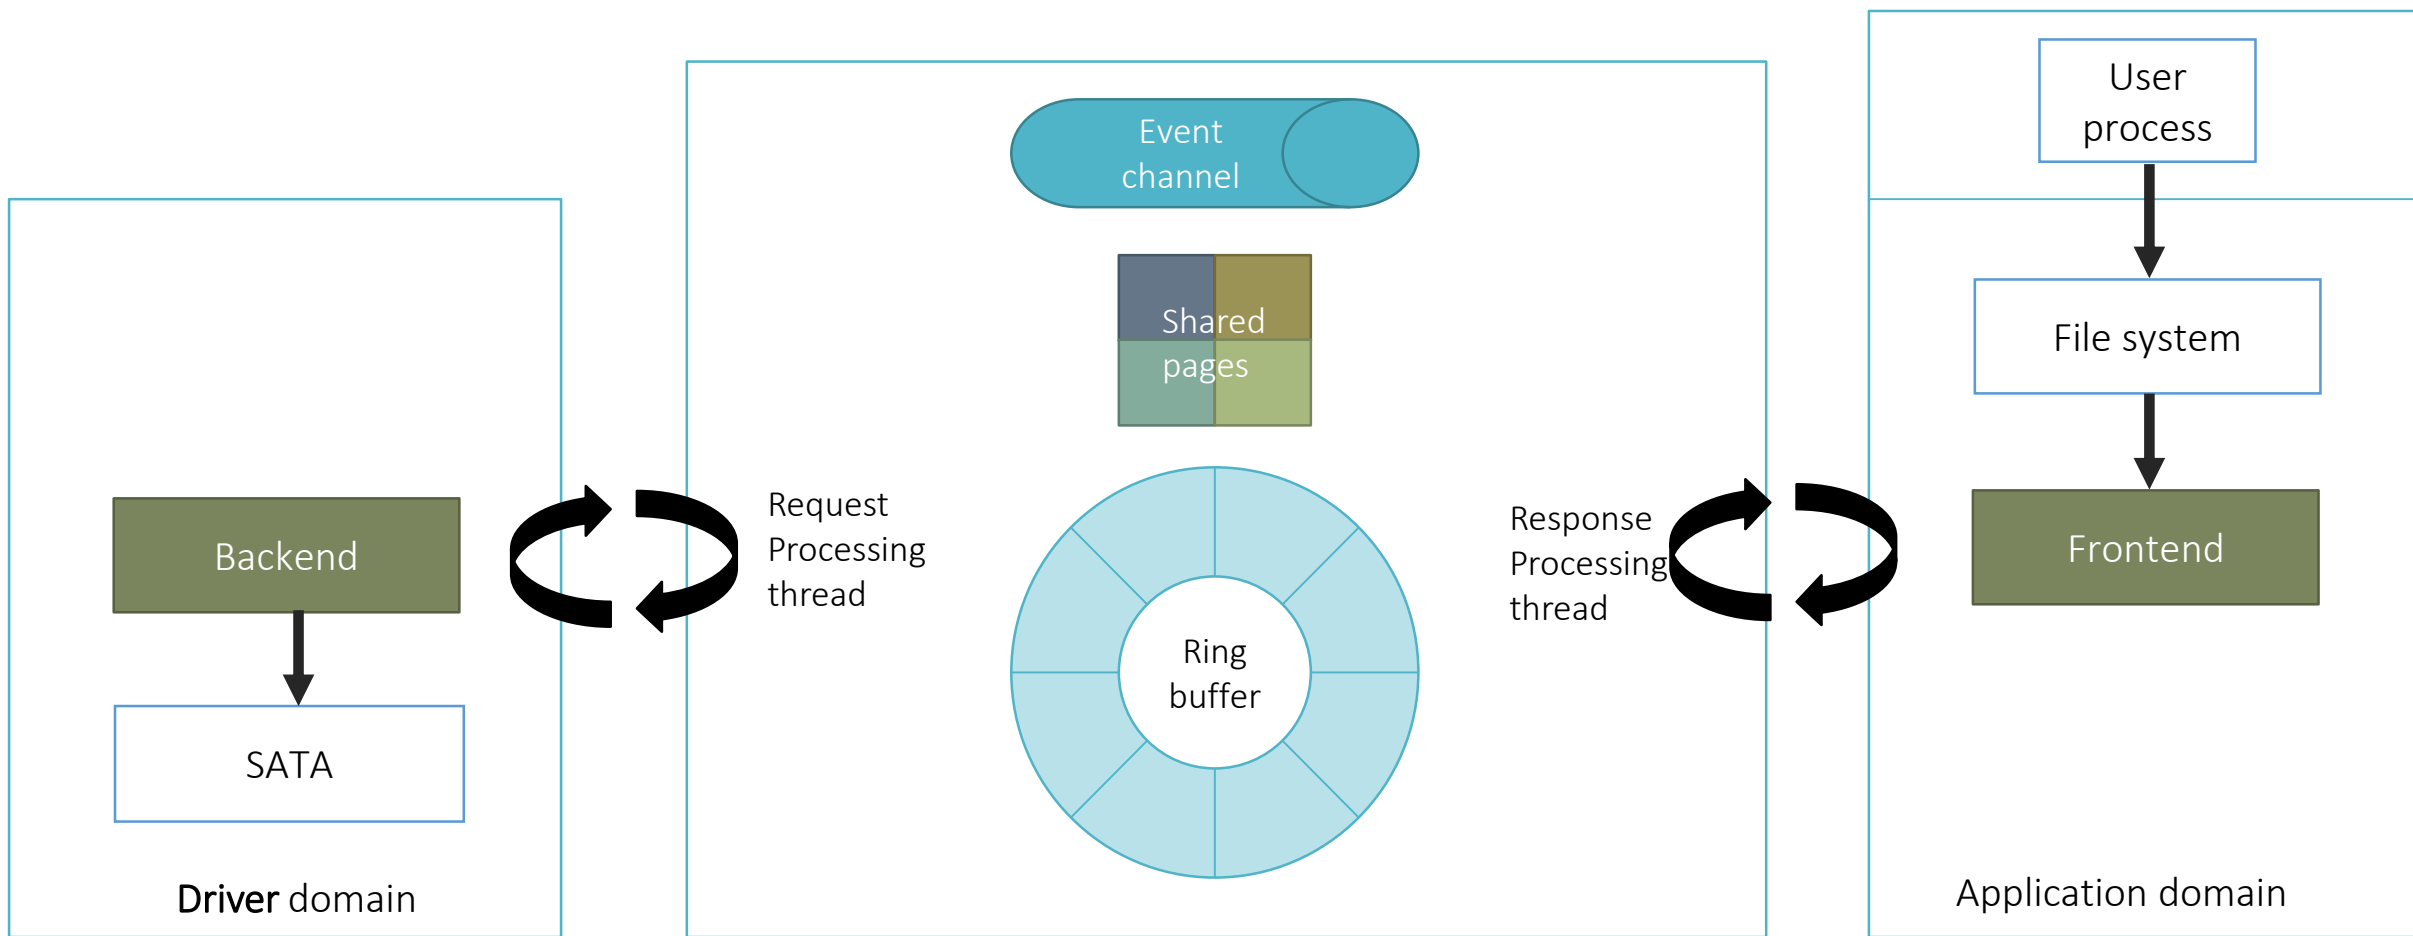 Event
channel
Shared
pages
Request
Processing
thread
Ring
buffer
Response
Processing
thread
Backend
SATA
Driver domain
User
process
File system
Frontend
Application domain